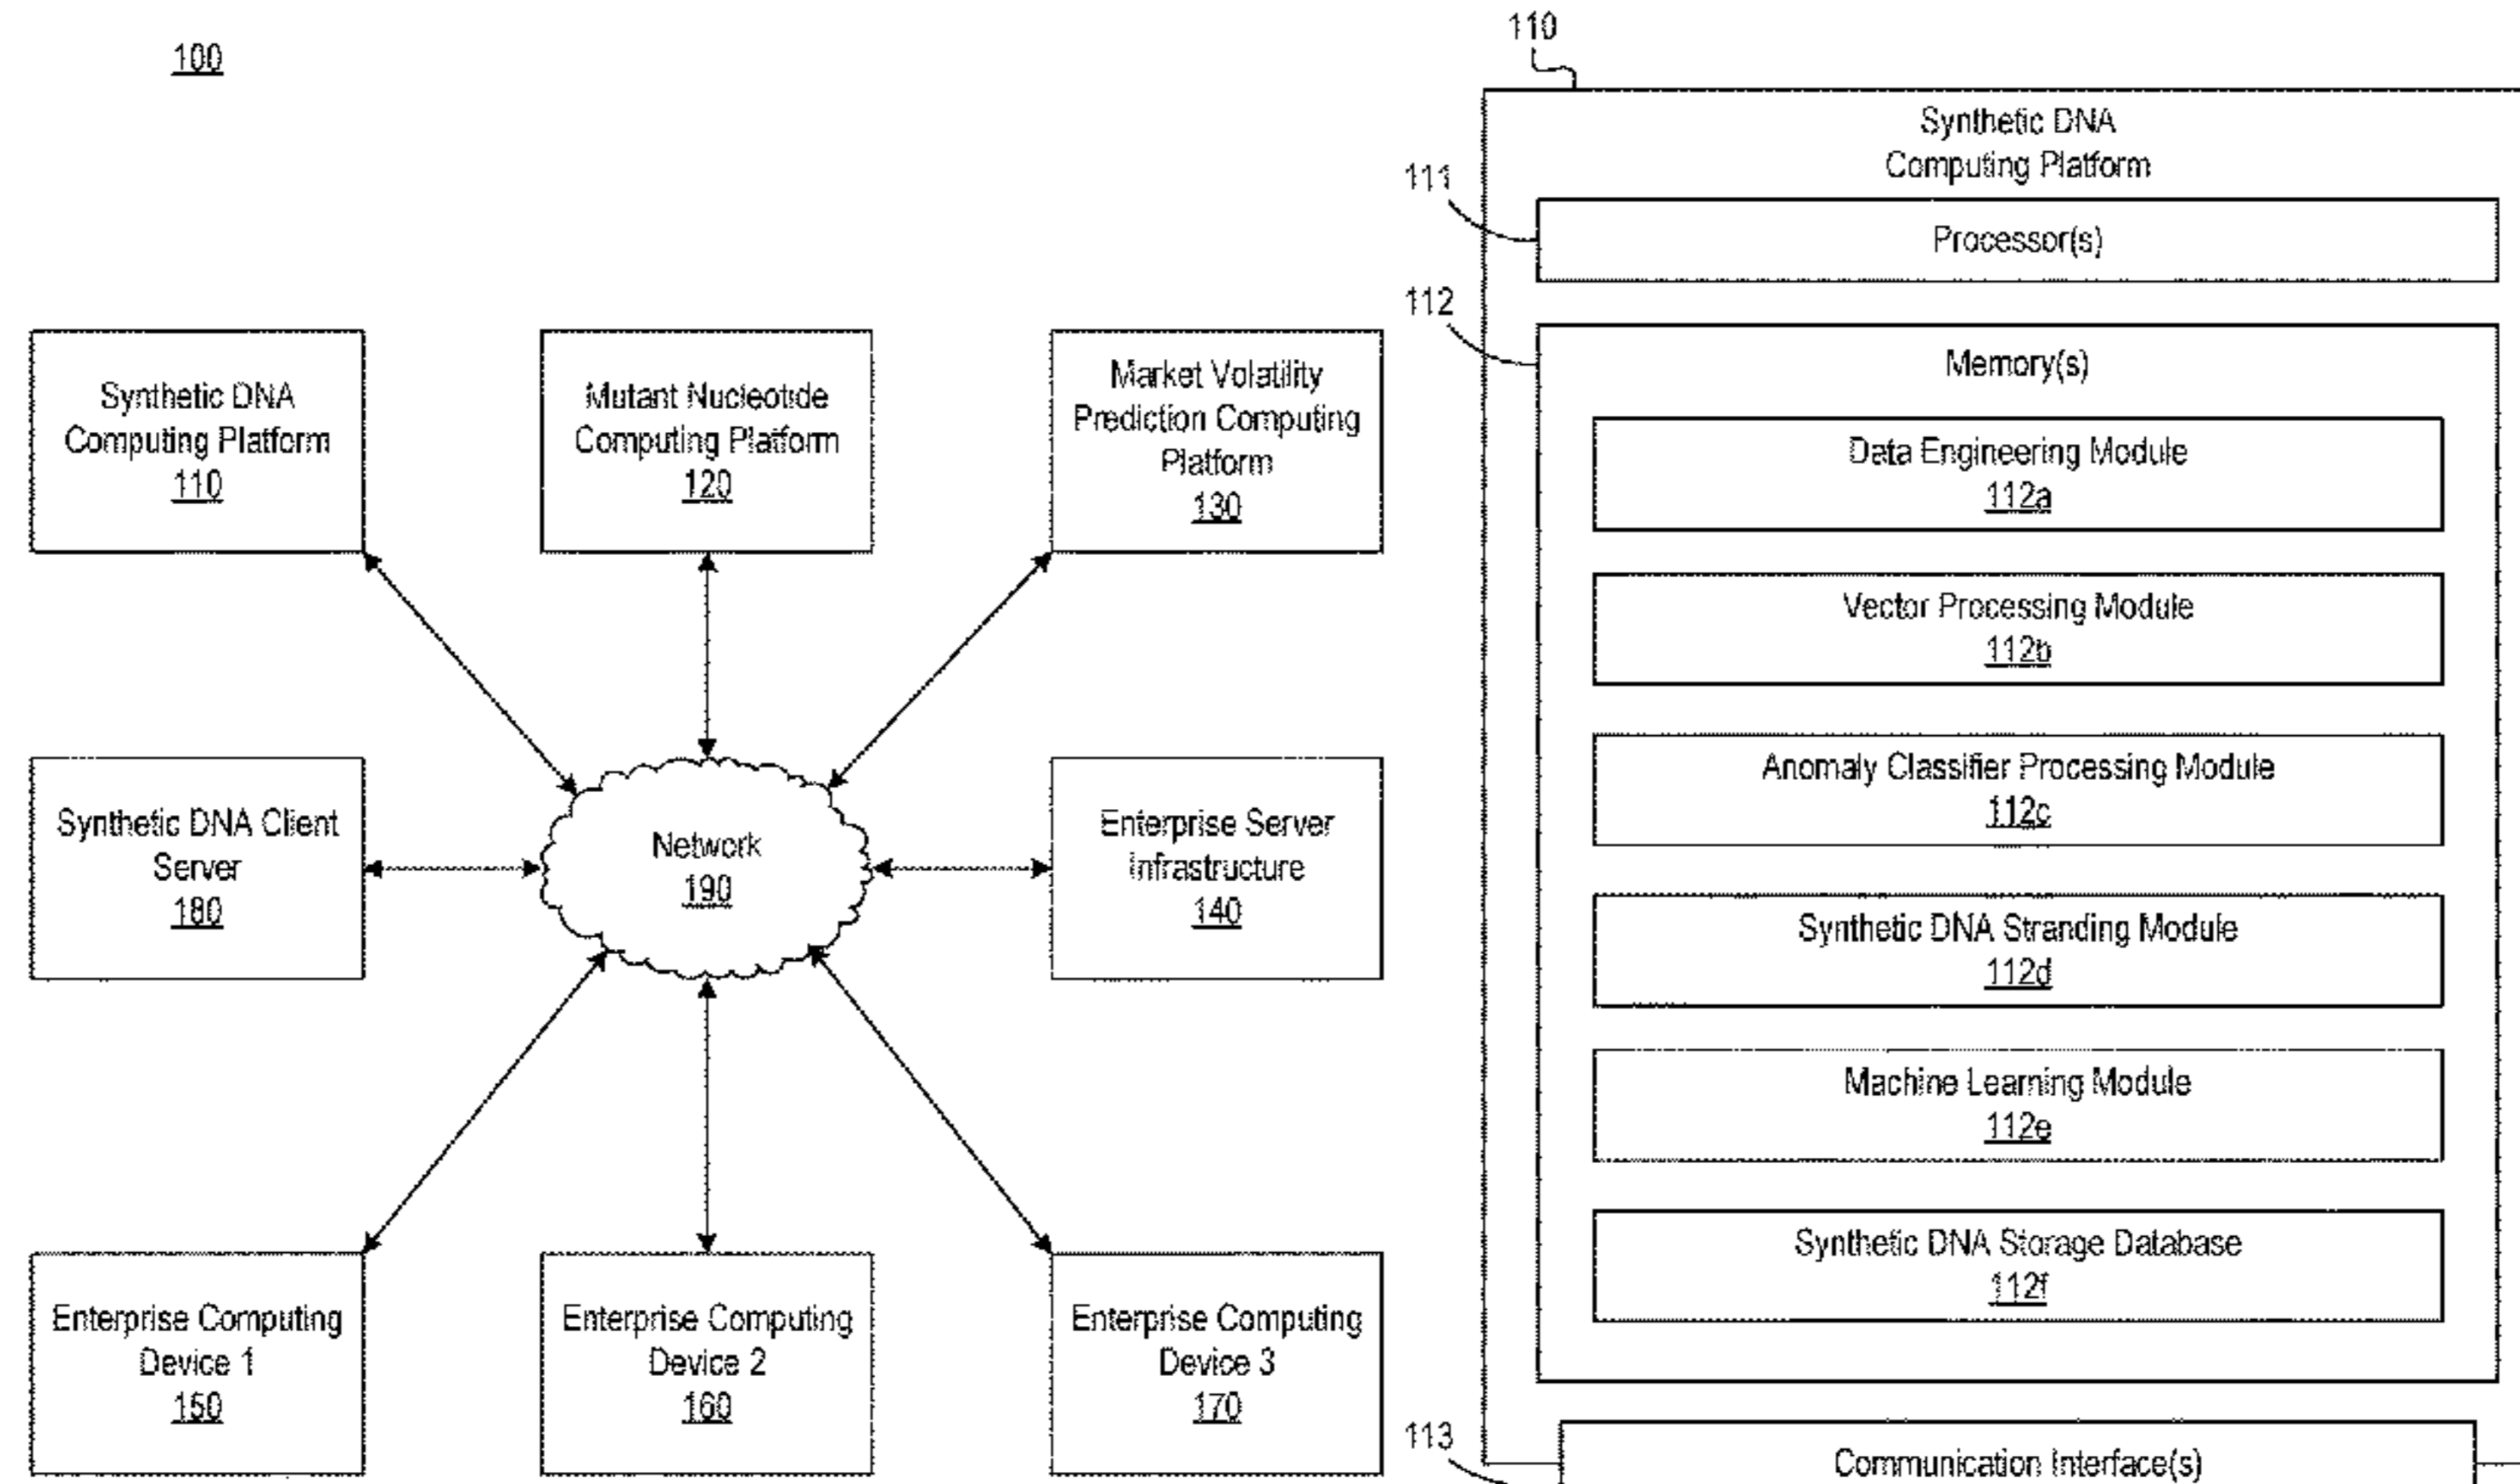 100
Synthetic DNA
Computing Platform
110
Mutant Nucleotide
Computing Platform
120
Market Volatility
Prediction Computing
Platform
130
Synthetic DNA Client
Server
180
Network
190
Enterprise Server
Infrastructure
140
Enterprise Computing
Device 1
150
Enterprise Computing
Device 2
160
Enterprise Computing
Device 3
170
110
Synthetic DNA
Computing Platform
111
Processor(s)
112
Memory(s)
Data Engineering Module
112a
Vector Processing Module
112b
Anomaly Classifier Processing Module
112c
Synthetic DNA Stranding Module
112d
Machine Learning Module
112e
Synthetic DNA Storage Database
112f
113
Communication Interface(s)